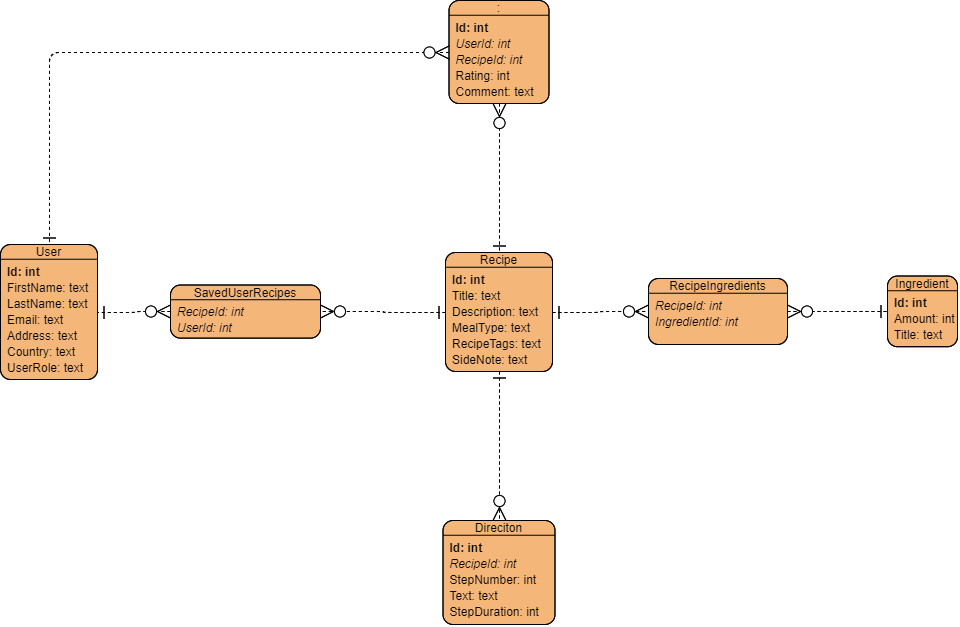 :
Id: int
UserId: int
RecipeId: int
Rating: int
Comment: text
User
Id: int
FirstName: text
LastName: text
Email: text
Address: text
Country: text
UserRole: text
SavedUserRecipes
RecipeId: int
UserId: int
Recipe
Id: int
Title: text
Description: text
MealType: text
RecipeTags: text
SideNote: text
RecipeIngredients
RecipeId: int
IngredientId: int
Ingredient
Id: int
Amount: int
Title: text
Direciton
Id: int
RecipeId: int
StepNumber: int
Text: text
StepDuration: int